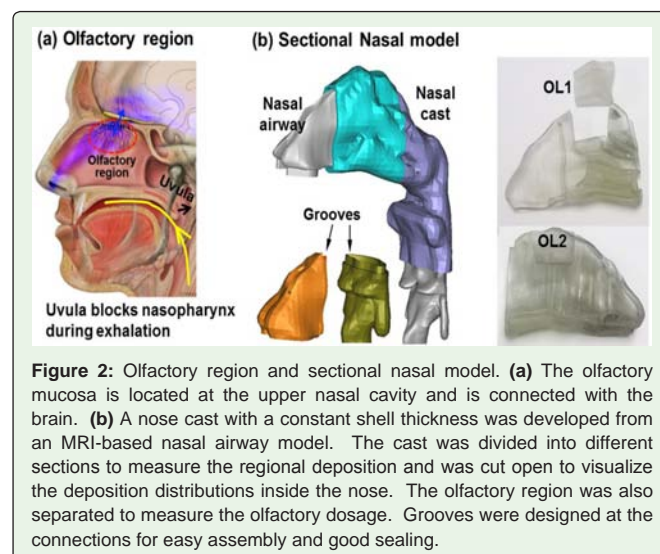 (a) Olfactory region
(b) Sectional Nasal model
Olfactory
region
Uvula
Uvula blocks nasopharynx
during exhalation
Nasal
airway
Nasal
cast
Grooves
OL1
OL2
Figure 2: Olfactory region and sectional nasal model. (a) The olfactory
mucosa is located at the upper nasal cavity and is connected with the
brain. (b) A nose cast with a constant shell thickness was developed from
an MRI-based nasal airway model. The cast was divided into different
sections to measure the regional deposition and was cut open to visualize
the deposition distributions inside the nose. The olfactory region was also
separated to measure the olfactory dosage. Grooves were designed at the
connections for easy assembly and good sealing.